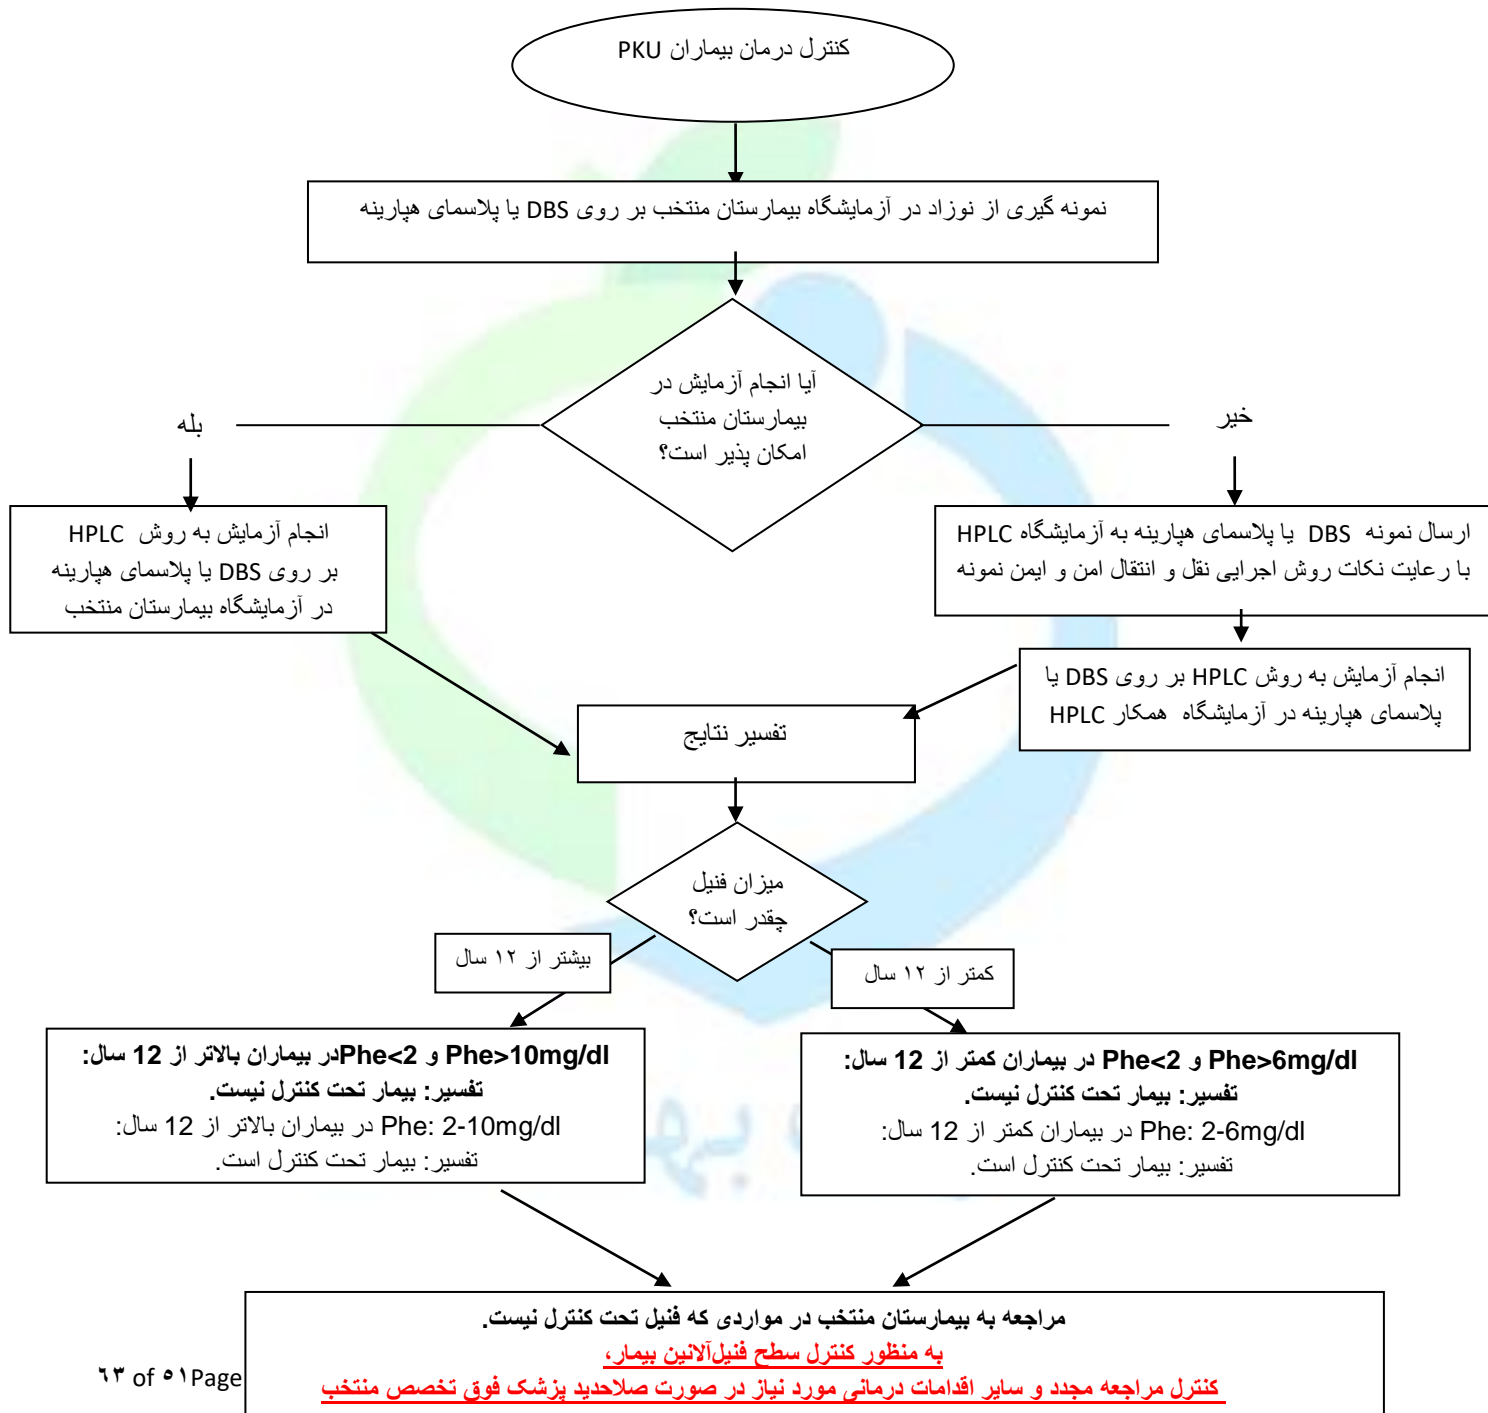 کنترل درمان بیماران PKU
نمونه گیری از نوزاد در آزمایشگاه بیمارستان منتخب بر روی DBS یا پلاسمای هپارینه
آیا انجام آزمایش در
بیمارستان منتخب
امکان پذیر است؟
خیر
بله
ارسال نمونه DBS یا پلاسمای هپارینه به آزمایشگاه HPLC
با رعایت نکات روش اجرایی نقل و انتقال امن و ایمن نمونه
انجام آزمایش به روش HPLC
بر روی DBS یا پلاسمای هپارینه
در آزمایشگاه بیمارستان منتخب
انجام آزمایش به روش HPLC بر روی DBS یا
پلاسمای هپارینه در آزمایشگاه همکار HPLC
تفسیر نتایج
میزان فنیل
چقدر است؟
کمتر از ۱۲ سال
بیشتر از ۱۲ سال
Phe>6mg/dl و Phe<2 در بیماران کمتر از 12 سال:
تفسیر: بیمار تحت کنترل نیست.
Phe: 2-6mg/dl در بیماران کمتر از 12 سال:
تفسیر: بیمار تحت کنترل است.
Phe>10mg/dl و Phe<2در بیماران بالاتر از 12 سال:
تفسیر: بیمار تحت کنترل نیست.
Phe: 2-10mg/dl در بیماران بالاتر از 12 سال:
تفسیر: بیمار تحت کنترل است.
مراجعه به بیمارستان منتخب در مواردی که فنیل تحت کنترل نیست.
به منظور کنترل سطح فنیل‌آلانین بیمار،
کنترل مراجعه مجدد و سایر اقدامات درمانی مورد نیاز در صورت صلاحدید پزشک فوق تخصص منتخب
٦٣ of ٥١Page